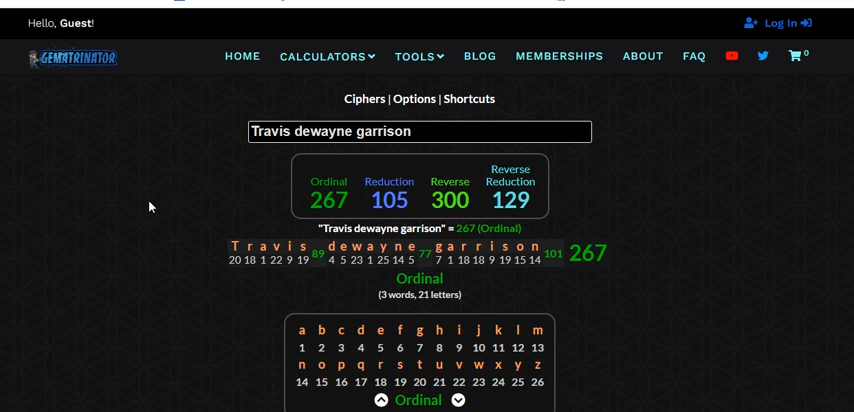 Hello, Guest!
Log In
GEMATRINATOR
HOME CALCULATORS TOOLS BLOG MEMBERSHIPS ABOUT FAQ 0
Ciphers | Options | Shortcuts
Travis dewayne garrison
Reverse
Ordinal Reduction Reverse Reduction
267 105 300 129
"Travis dewayne garrison" = 267 (Ordinal)
T r a v i s 89 d e w a y n e 77 g a r r i s o n 101 267
20 18 1 22 9 19 4 5 23 1 25 14 5 7 1 18 18 9 19 15 14
Ordinal
(3 words, 21 letters)
a b c d e f g h i j k l m
1 2 3 4 5 6 7 8 9 10 11 12 13
n o p q r s t u v w x y z
14 15 16 17 18 19 20 21 22 23 24 25 26
Ordinal